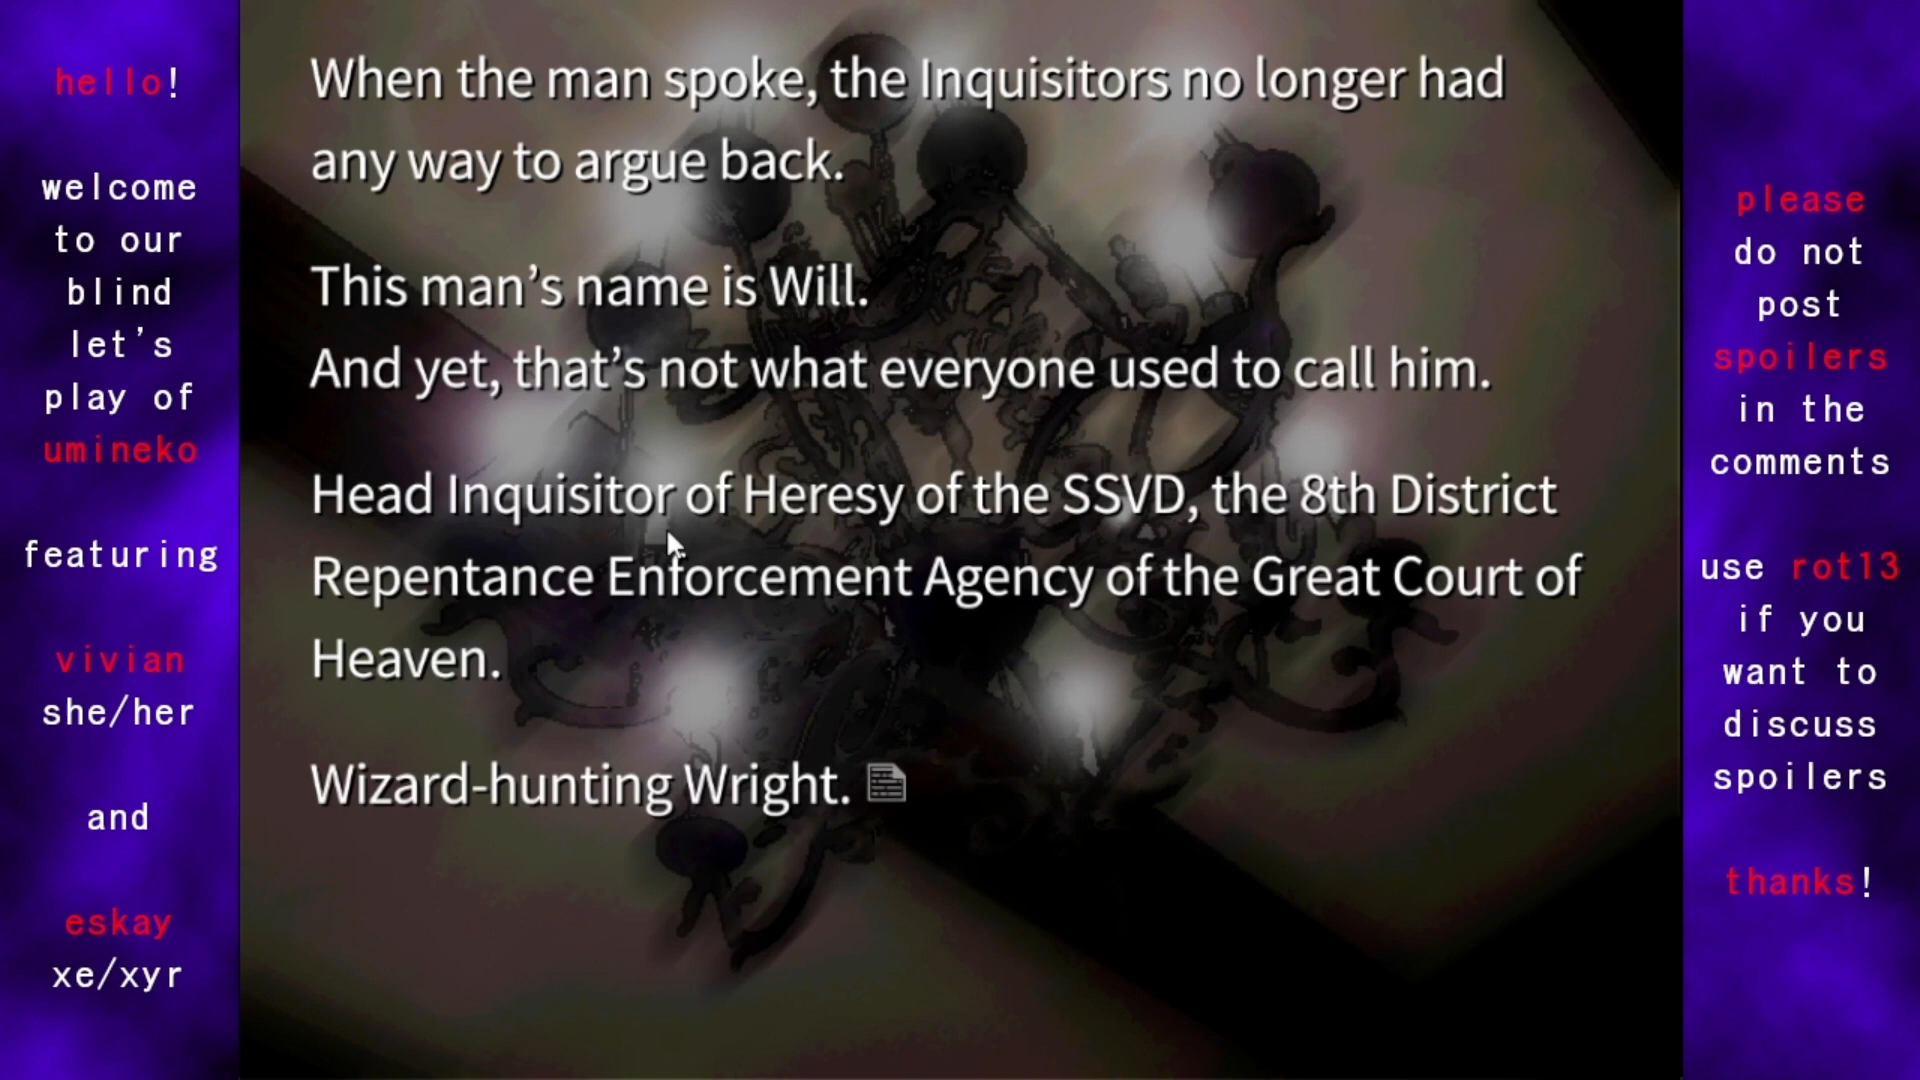 hello!
welcome
to our
blind
let's
play of
umineko
featuring
vivian
she/her
and
eskay
xe/xyr
When the man spoke, the Inquisitors no longer had
any way to argue back.
This man’s name is Will.
And yet, that’s not what everyone used to call him.
Head Inquisitor of Heresy of the SSVD, the 8th District
Repentance Enforcement Agency of the Great Court of
Heaven.
Wizard-hunting Wright.
please
do not
post
spoilers
in the
comments
use rot13
if you
want to
discuss
spoilers
thanks!